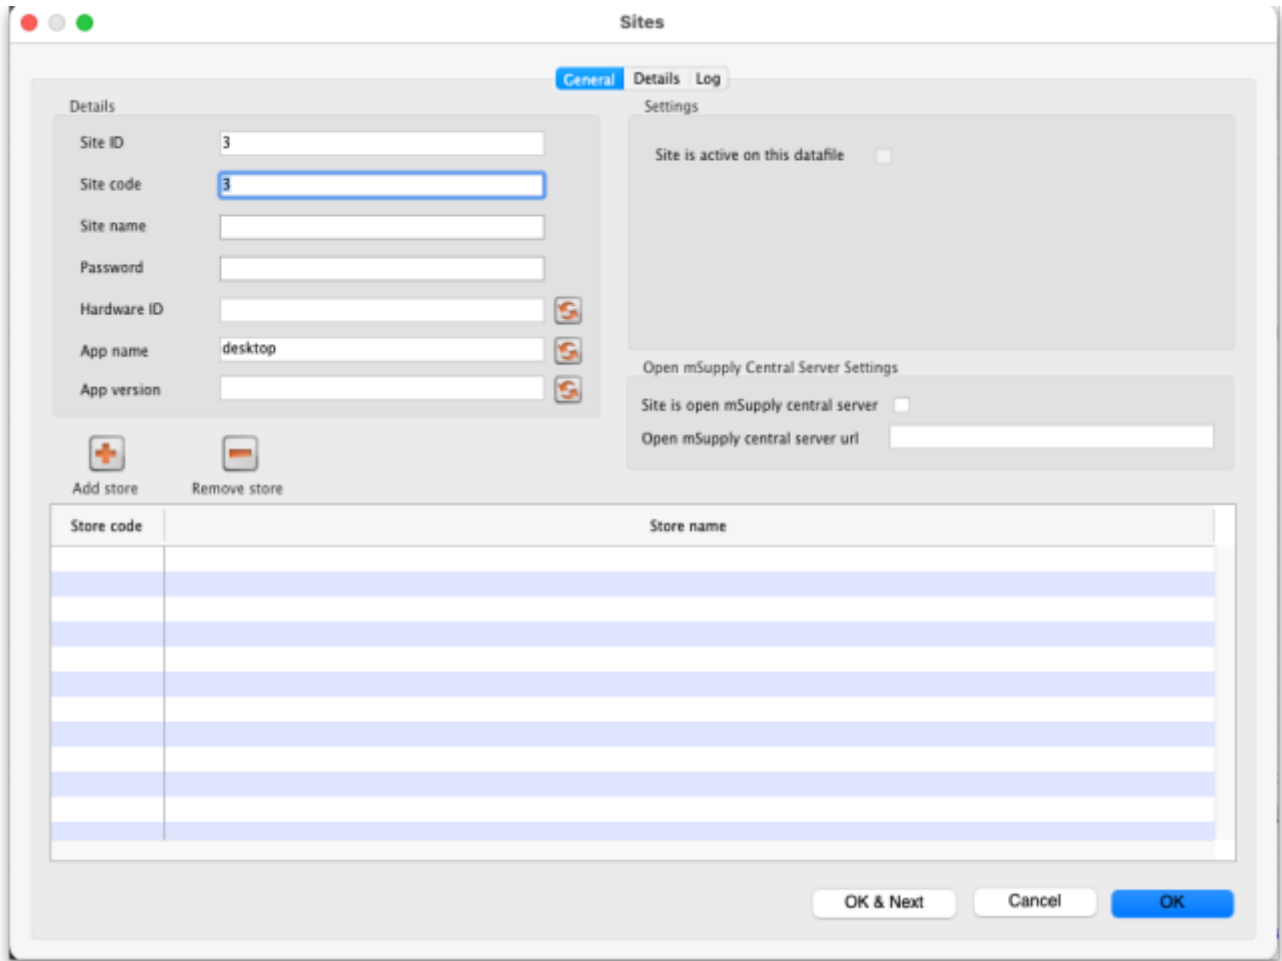 Sites
General Details Log
Details
Site ID 3
Site code 3
Site name
Password
Hardware ID
App name desktop
App version
Settings
Site is active on this datafile
Open mSupply Central Server Settings
Site is open mSupply central server
Open mSupply central server url
Add store Remove store
Store code Store name
OK & Next Cancel OK